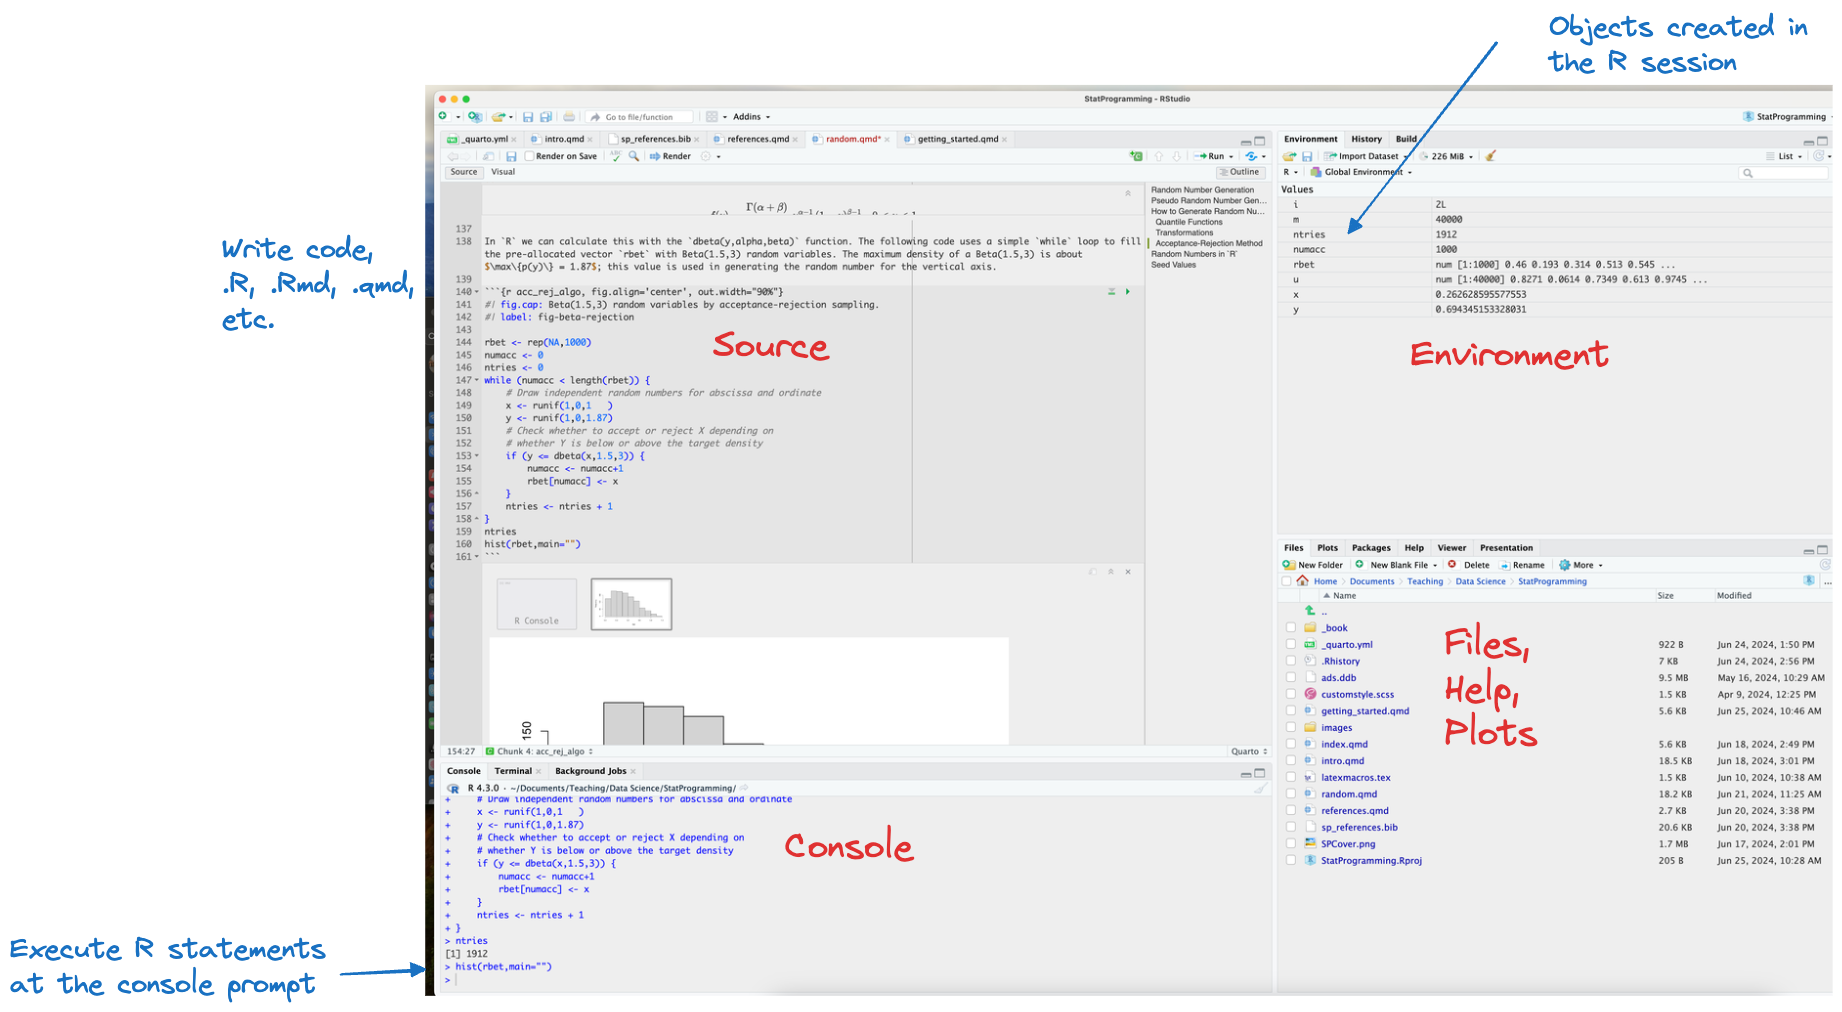 Objects created in
the R session
Write code,
.R, .Rmd, .qmd,
etc.
Execute R statements
at the console prompt
StatProgramming - RStudio
Go to file/function
Addins
StatProgramming
_quarto.yml
intro.qmd
sp_references.bib
references.qmd
random.qmd*
getting_started.qmd
Render on Save
Render
Run
Source
Visual
Outline
Γ(α + β)
137
138 In `R` we can calculate this with the `dbeta(y,alpha,beta)` function. The following code uses a simple `while` loop to fill
the pre-allocated vector `rbet` with Beta(1.5,3) random variables. The maximum density of a Beta(1.5,3) is about
$\max\{p(y)\} = 1.87$; this value is used in generating the random number for the vertical axis.
139
140 ```{r acc_rej_algo, fig.align='center', out.width="90%"}
141 #| fig.cap: Beta(1.5,3) random variables by acceptance-rejection sampling.
142 #| label: fig-beta-rejection
143
144 rbet <- rep(NA,1000)
145 numacc <- 0
146 ntries <- 0
147 while (numacc < length(rbet)) {
148 # Draw independent random numbers for abscissa and ordinate
149 x <- runif(1,0,1 )
150 y <- runif(1,0,1.87)
151 # Check whether to accept or reject X depending on
152 # whether Y is below or above the target density
153 if (y <= dbeta(x,1.5,3)) {
154 numacc <- numacc+1
155 rbet[numacc] <- x
156 }
157 ntries <- ntries + 1
158 }
159 ntries
160 hist(rbet,main="")
161 ```
Source
Random Number Generation
Pseudo Random Number Gen...
How to Generate Random Nu...
Quantile Functions
Transformations
Acceptance-Rejection Method
Random Numbers in `R`
Seed Values
R Console
150
154:27
Chunk 4: acc_rej_algo
Quarto
Console
Terminal
Background Jobs
R 4.3.0 · ~/Documents/Teaching/Data Science/StatProgramming/
+ # Draw independent random numbers for abscissa and ordinate
+ x <- runif(1,0,1 )
+ y <- runif(1,0,1.87)
+ # Check whether to accept or reject X depending on
+ # whether Y is below or above the target density
+ if (y <= dbeta(x,1.5,3)) {
+ numacc <- numacc+1
+ rbet[numacc] <- x
+ }
+ ntries <- ntries + 1
+ }
> ntries
[1] 1912
> hist(rbet,main="")
>
Console
Environment
History
Build
Import Dataset
226 MiB
List
R
Global Environment
Values
i 2L
m 40000
ntries 1912
numacc 1000
rbet num [1:1000] 0.46 0.193 0.314 0.513 0.545 ...
u num [1:40000] 0.8271 0.0614 0.7349 0.613 0.9745 ...
x 0.262628595577553
y 0.694345153328031
Environment
Files
Plots
Packages
Help
Viewer
Presentation
New Folder
New Blank File
Delete
Rename
More
Home
Documents
Teaching
Data Science
StatProgramming
...
Name Size Modified
..
_book
_quarto.yml 922 B Jun 24, 2024, 1:50 PM
.Rhistory 7 KB Jun 24, 2024, 2:56 PM
ads.ddb 9.5 MB May 16, 2024, 10:29 AM
customstyle.scss 1.5 KB Apr 9, 2024, 12:25 PM
getting_started.qmd 5.6 KB Jun 25, 2024, 10:46 AM
images
index.qmd 5.6 KB Jun 18, 2024, 2:49 PM
intro.qmd 18.5 KB Jun 18, 2024, 3:01 PM
latexmacros.tex 1.5 KB Jun 10, 2024, 10:38 AM
random.qmd 18.2 KB Jun 21, 2024, 11:25 AM
references.qmd 2.7 KB Jun 20, 2024, 3:38 PM
sp_references.bib 20.6 KB Jun 20, 2024, 3:38 PM
SPCover.png 1.7 MB Jun 17, 2024, 2:01 PM
StatProgramming.Rproj 205 B Jun 25, 2024, 10:28 AM
Files,
Help,
Plots